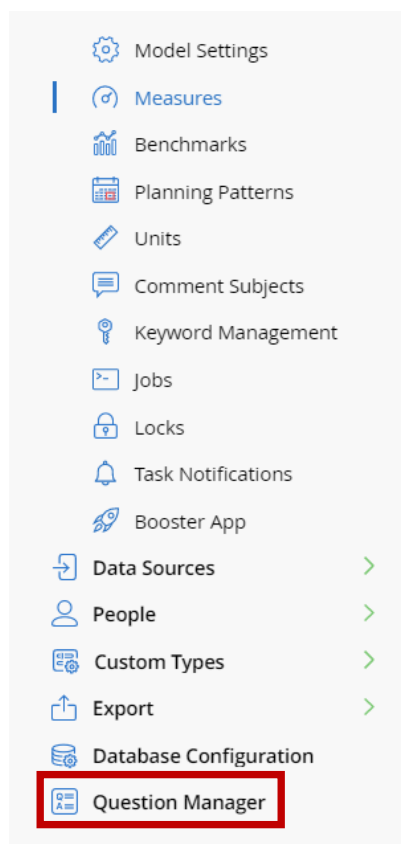 Model Settings
Measures
Benchmarks
Planning Patterns
Units
Comment Subjects
Keyword Management
Jobs
Locks
Task Notifications
Booster App
Data Sources
People
Custom Types
Export
Database Configuration
Question Manager